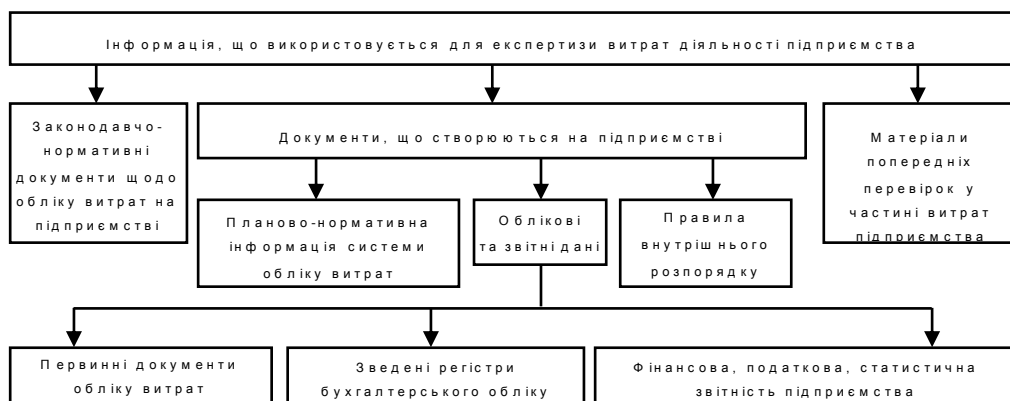 Інформація, що використовується для експертизи витрат діяльності підприємства
Законодавчо-
нормативні
документи щодо
обліку витрат на
підприємстві
Документи, що створюються на підприємстві
Матеріали
попередніх
перевірок у
частині витрат
підприємства
Планово-нормативна
інформація системи
обліку витрат
Облікові
та звітні дані
Правила
внутрішнього
розпорядку
Первинні документи
обліку витрат
Зведені регістри
бухгалтерського обліку
Фінансова, податкова, статистична
звітність підприємства